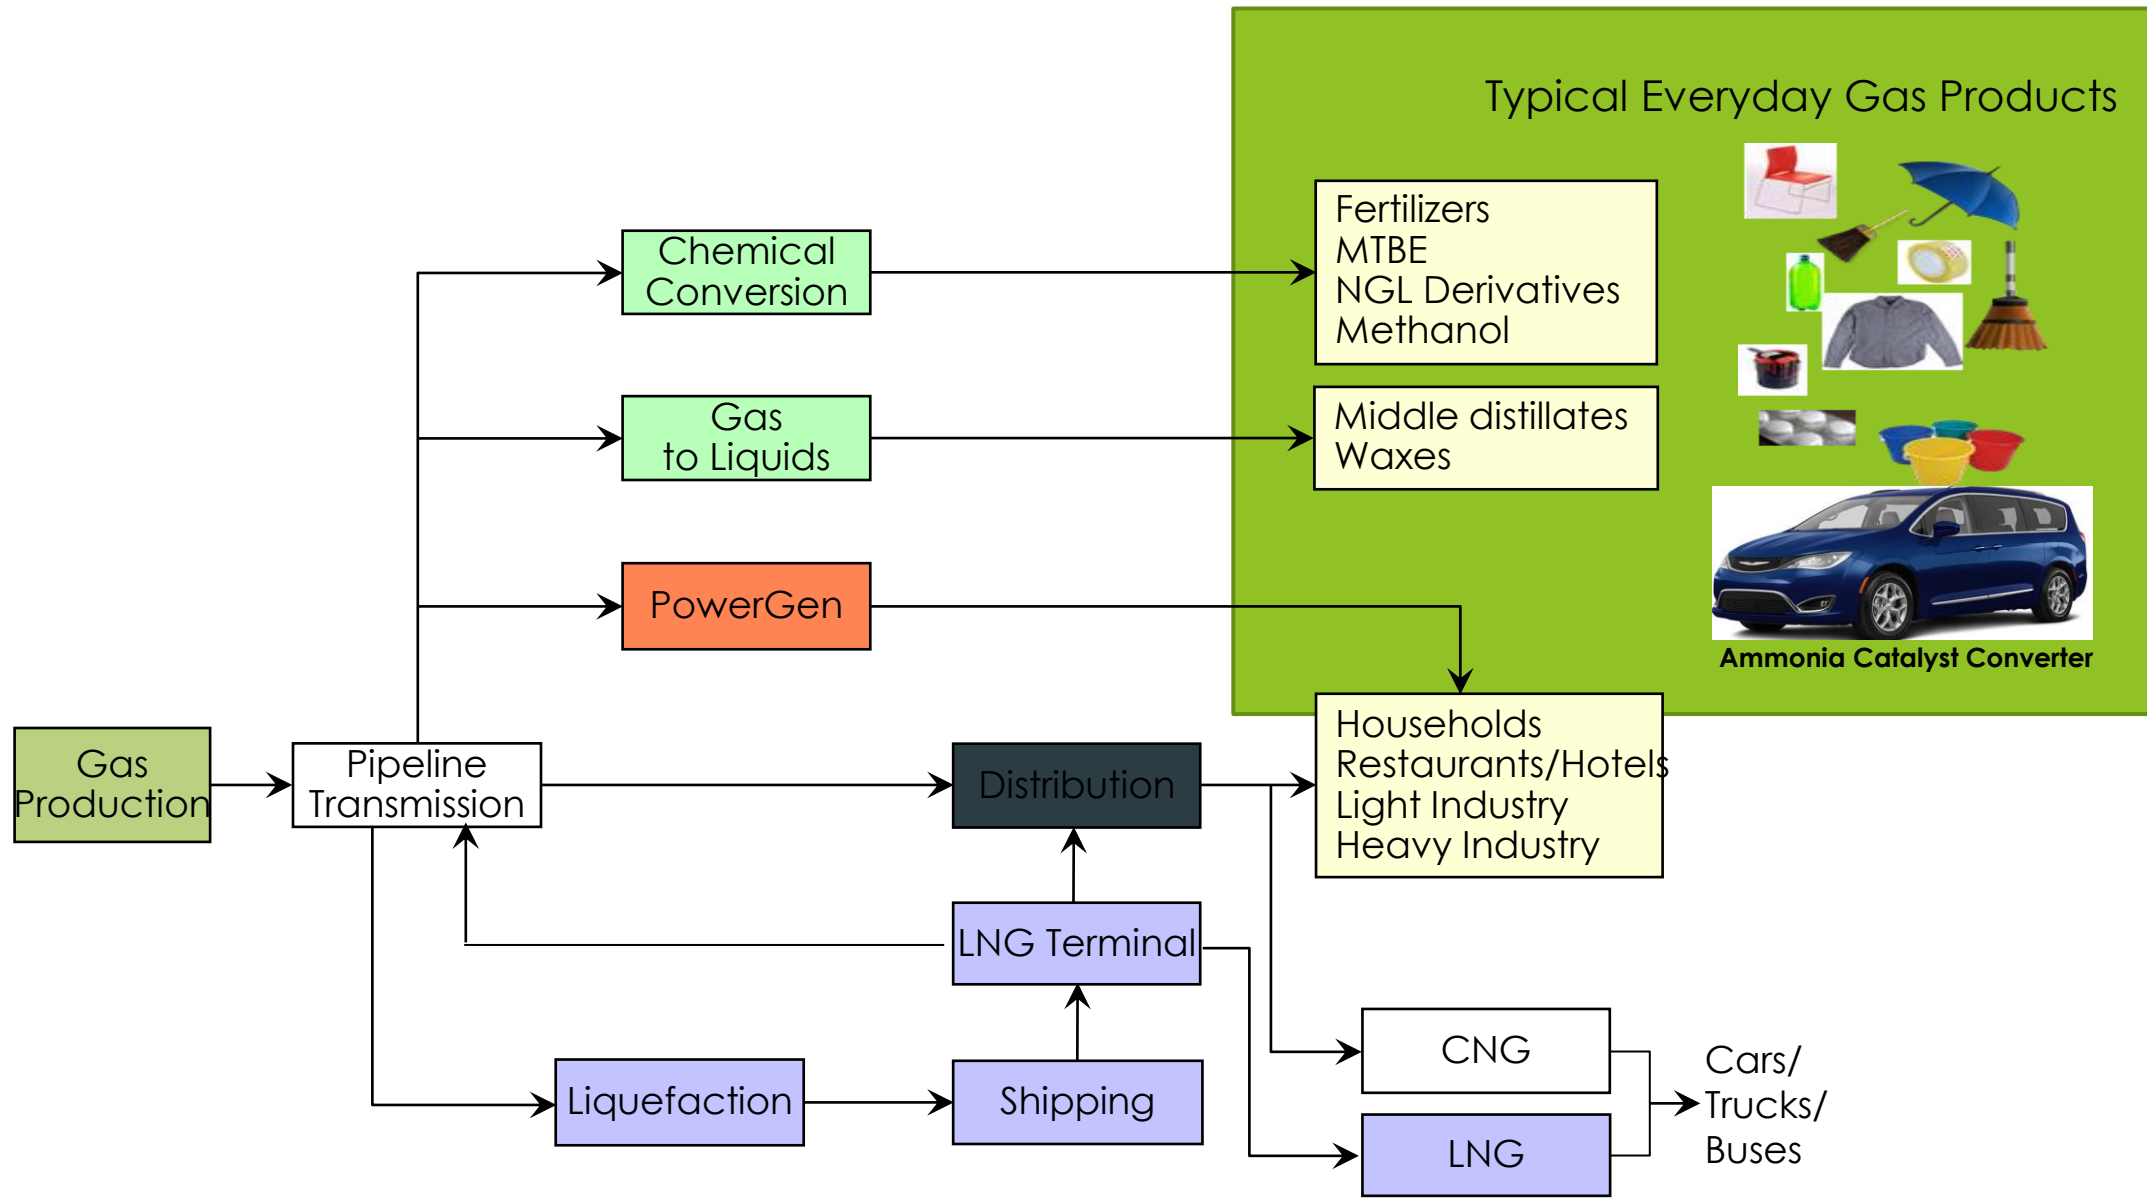 Typical Everyday Gas Products
Chemical
Conversion
Fertilizers
MTBE
NGL Derivatives
Methanol
Gas
to Liquids
Middle distillates
Waxes
PowerGen
Ammonia Catalyst Converter
Gas
Production
Pipeline
Transmission
Distribution
Households
Restaurants/Hotels
Light Industry
Heavy Industry
LNG Terminal
Liquefaction
Shipping
CNG
LNG
Cars/
Trucks/
Buses